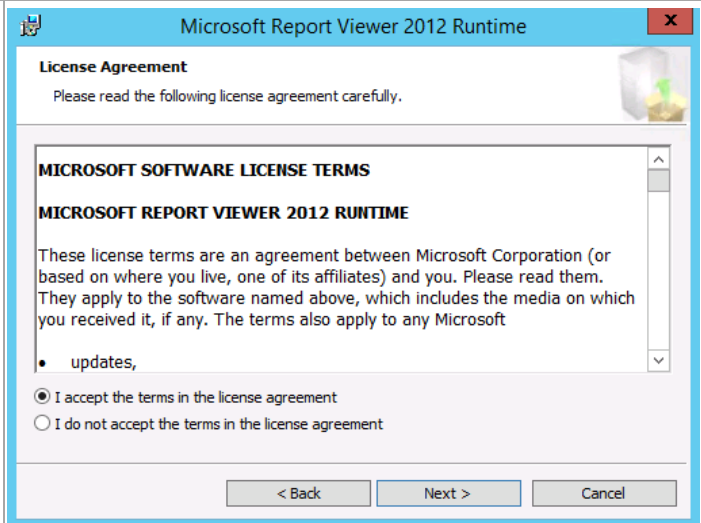 Microsoft Report Viewer 2012 Runtime
x
License Agreement
Please read the following license agreement carefully.
MICROSOFT SOFTWARE LICENSE TERMS
MICROSOFT REPORT VIEWER 2012 RUNTIME
These license terms are an agreement between Microsoft Corporation (or
based on where you live, one of its affiliates) and you. Please read them.
They apply to the software named above, which includes the media on which
you received it, if any. The terms also apply to any Microsoft
• updates,
I accept the terms in the license agreement
I do not accept the terms in the license agreement
< Back Next > Cancel